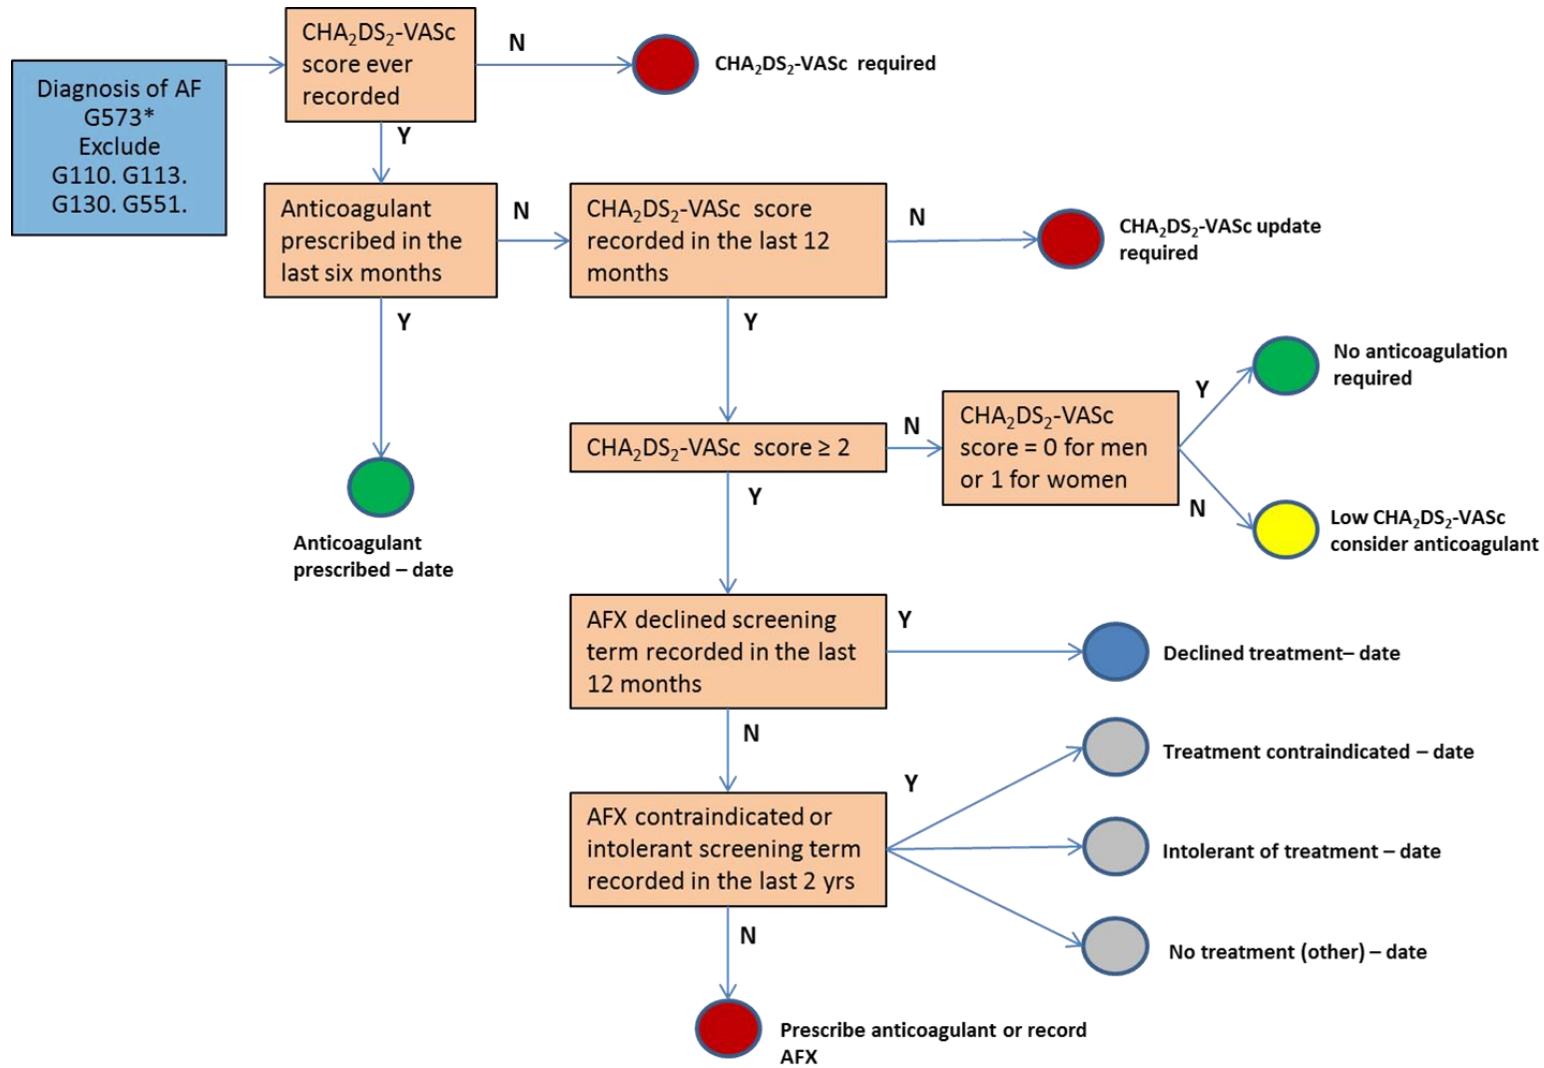 Diagnosis of AF
G573*
Exclude
G110. G113.
G130. G551.
CHA₂DS₂-VASc
score ever
recorded
N
CHA₂DS₂-VASc required
Y
Anticoagulant
prescribed in the
last six months
N
CHA₂DS₂-VASc score
recorded in the last 12
months
N
CHA₂DS₂-VASc update
required
Y
Anticoagulant
prescribed – date
Y
CHA₂DS₂-VASc score ≥ 2
N
CHA₂DS₂-VASc
score = 0 for men
or 1 for women
Y
No anticoagulation
required
N
Low CHA₂DS₂-VASc
consider anticoagulant
Y
AFX declined screening
term recorded in the last
12 months
Y
Declined treatment– date
N
AFX contraindicated or
intolerant screening term
recorded in the last 2 yrs
Y
Treatment contraindicated – date
Intolerant of treatment – date
No treatment (other) – date
N
Prescribe anticoagulant or record
AFX